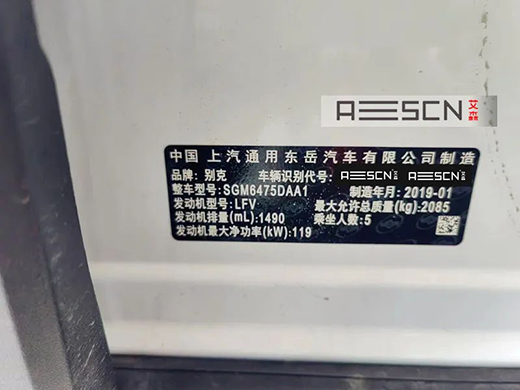 AESCN 艾森
中国 上汽通用东岳汽车有限公司制造
品牌：别克 车辆识别代号： AESCN AESCN
整车型号：SGM6475DAA1 制造年月：2019-01
发动机型号：LFV 最大允许总质量(kg)：2085
发动机排量(mL)：1490 乘坐人数：5
发动机最大净功率(kW)：119